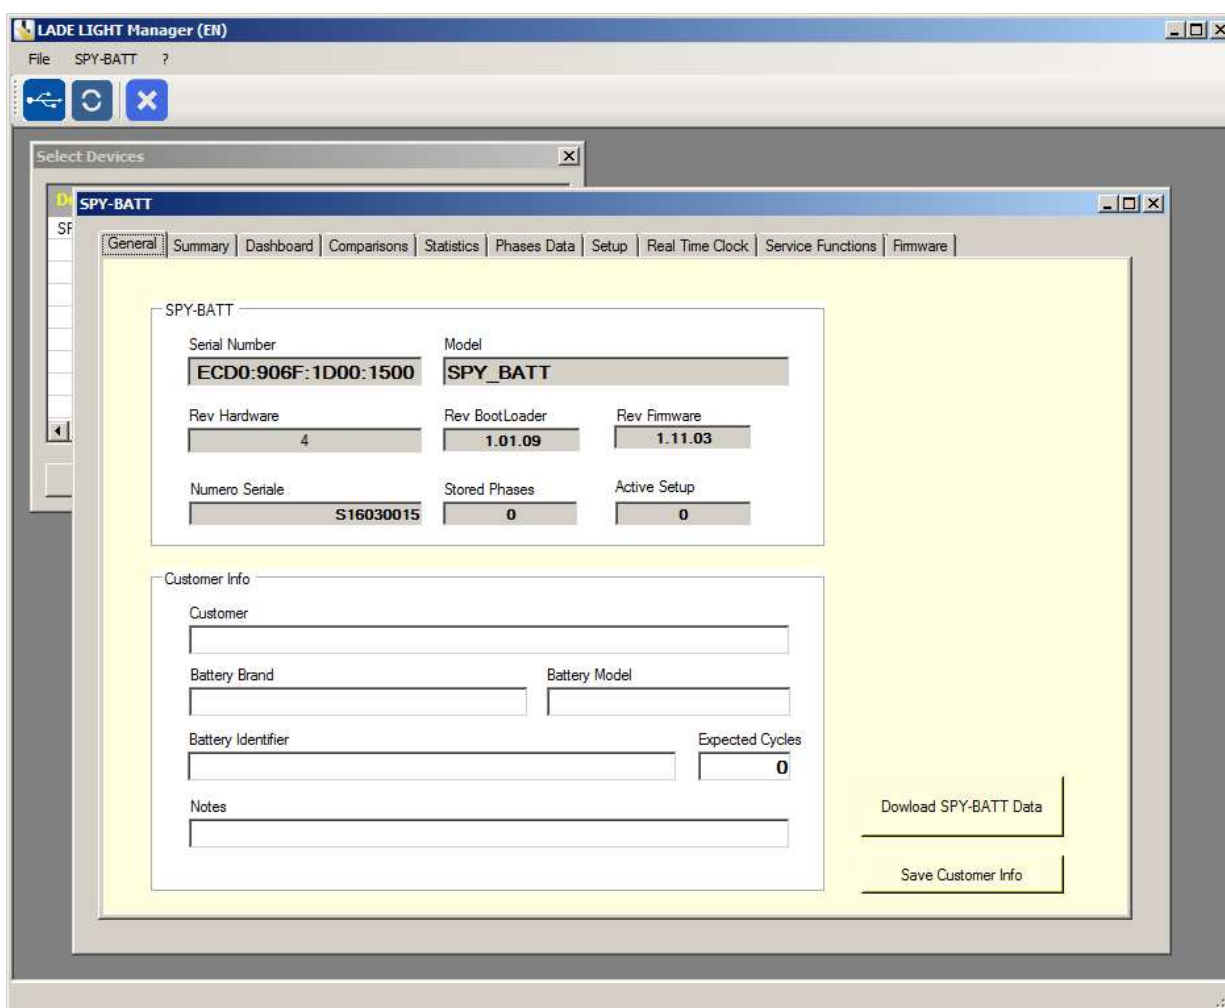 LADE LIGHT Manager (EN)
File SPY-BATT ?
Select Devices
SPY-BATT
General Summary Dashboard Comparisons Statistics Phases Data Setup Real Time Clock Service Functions Firmware
SPY-BATT
Serial Number Model
ECD0:906F:1D00:1500 SPY_BATT
Rev Hardware Rev BootLoader Rev Firmware
4 1.01.09 1.11.03
Numero Seriale Stored Phases Active Setup
S16030015 0 0
Customer Info
Customer
Battery Brand Battery Model
Battery Identifier Expected Cycles
0
Notes
Dowload SPY-BATT Data
Save Customer Info